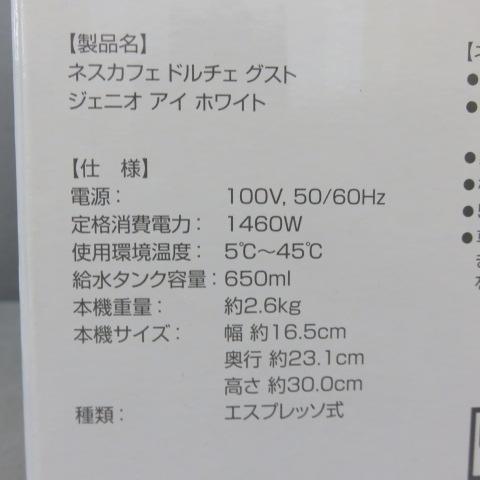 【製品名】
ネスカフェ ドルチェ グスト
ジェニオ アイ ホワイト
【仕 様】
電源： 100V, 50/60Hz
定格消費電力： 1460W
使用環境温度： 5℃〜45℃
給水タンク容量： 650ml
本機重量： 約2.6kg
本機サイズ： 幅 約16.5cm
奥行 約23.1cm
高さ 約30.0cm
種類： エスプレッソ式